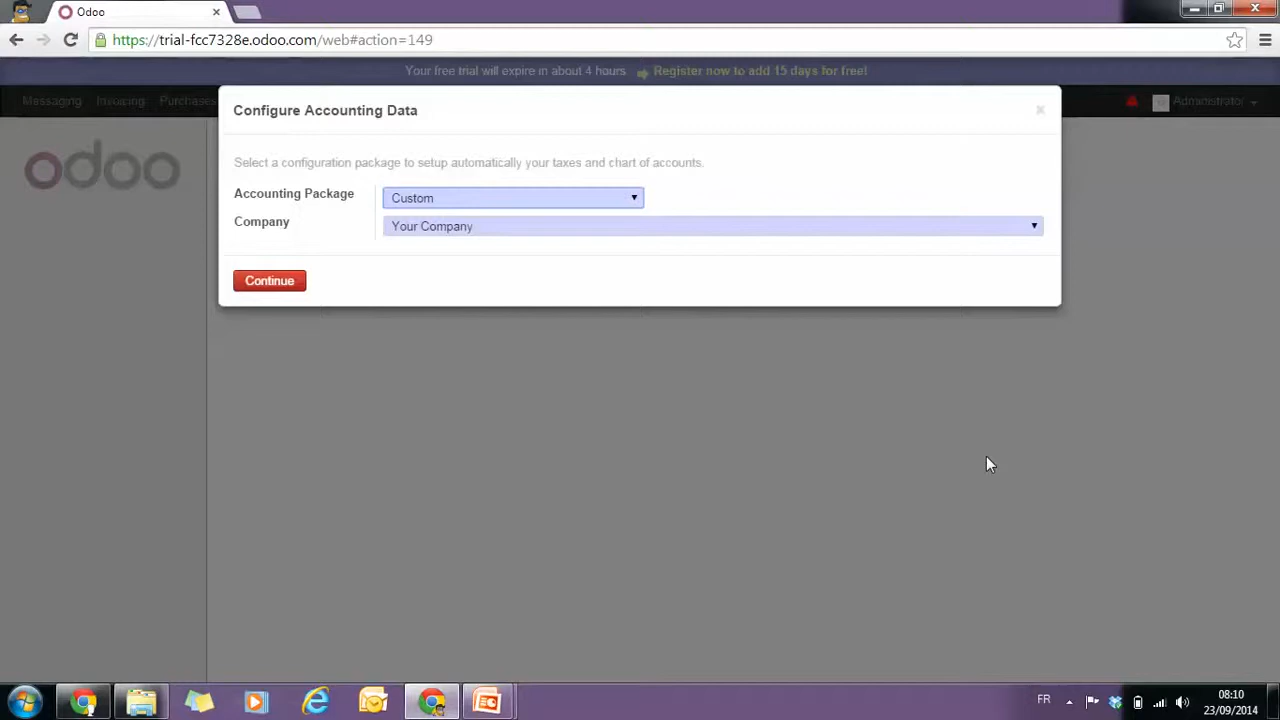 Odoo
https://trial-fcc7328e.odoo.com/web#action=149
Your free trial will expire in about 4 hours Register now to add 15 days for free!
Messaging Invoicing Purchases Administrator
odoo
Configure Accounting Data
Select a configuration package to setup automatically your taxes and chart of accounts.
Accounting Package Custom
Company Your Company
Continue
FR
08:10
23/09/2014